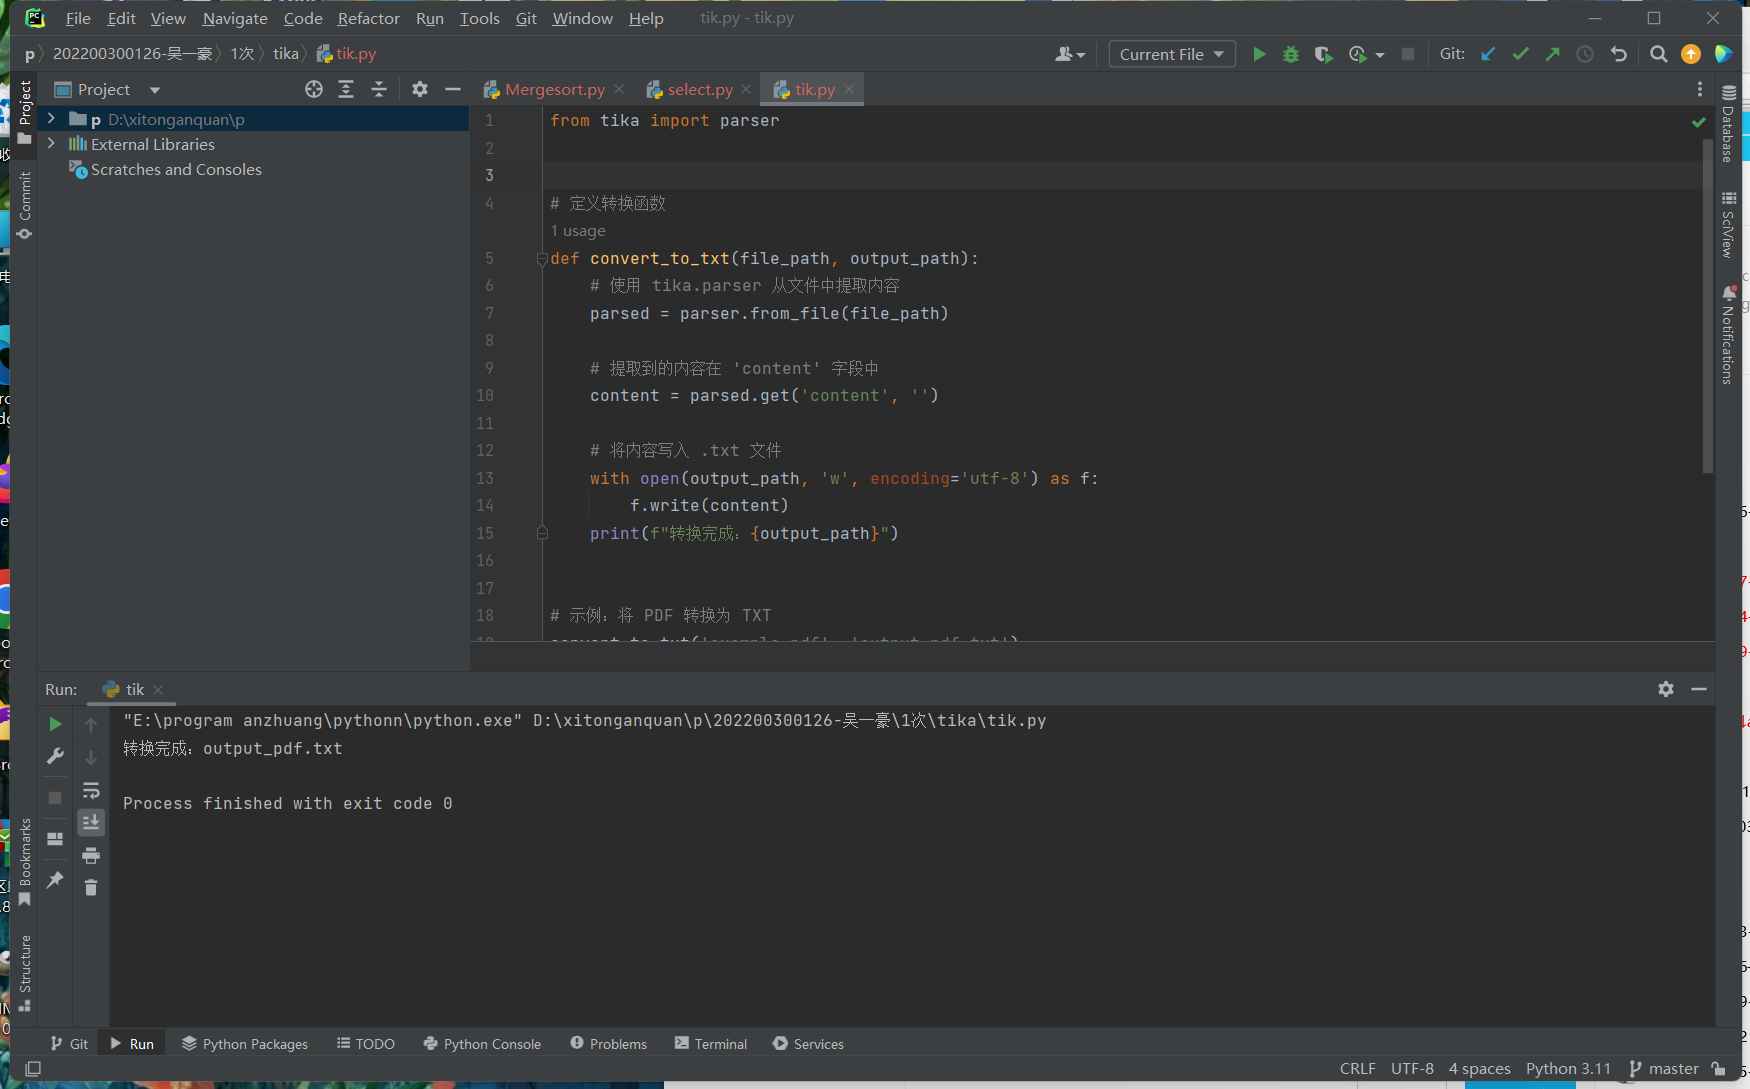 File Edit View Navigate Code Refactor Run Tools Git Window Help tik.py - tik.py
p 202200300126-吴一豪 1次 tika tik.py Current File Git:
Project Mergesort.py select.py tik.py
p D:\xitonganquan\p
External Libraries
Scratches and Consoles
Project
Commit
Bookmarks
Structure
1 from tika import parser
2
3
4 # 定义转换函数
1 usage
5 def convert_to_txt(file_path, output_path):
6 # 使用 tika.parser 从文件中提取内容
7 parsed = parser.from_file(file_path)
8
9 # 提取到的内容在 'content' 字段中
10 content = parsed.get('content', '')
11
12 # 将内容写入 .txt 文件
13 with open(output_path, 'w', encoding='utf-8') as f:
14 f.write(content)
15 print(f"转换完成：{output_path}")
16
17
18 # 示例：将 PDF 转换为 TXT
19 convert_to_txt('example.pdf', 'output_pdf.txt')
Database
SciView
Notifications
Run: tik
"E:\program anzhuang\pythonn\python.exe" D:\xitonganquan\p\202200300126-吴一豪\1次\tika\tik.py
转换完成：output_pdf.txt
Process finished with exit code 0
Git Run Python Packages TODO Python Console Problems Terminal Services
CRLF UTF-8 4 spaces Python 3.11 master